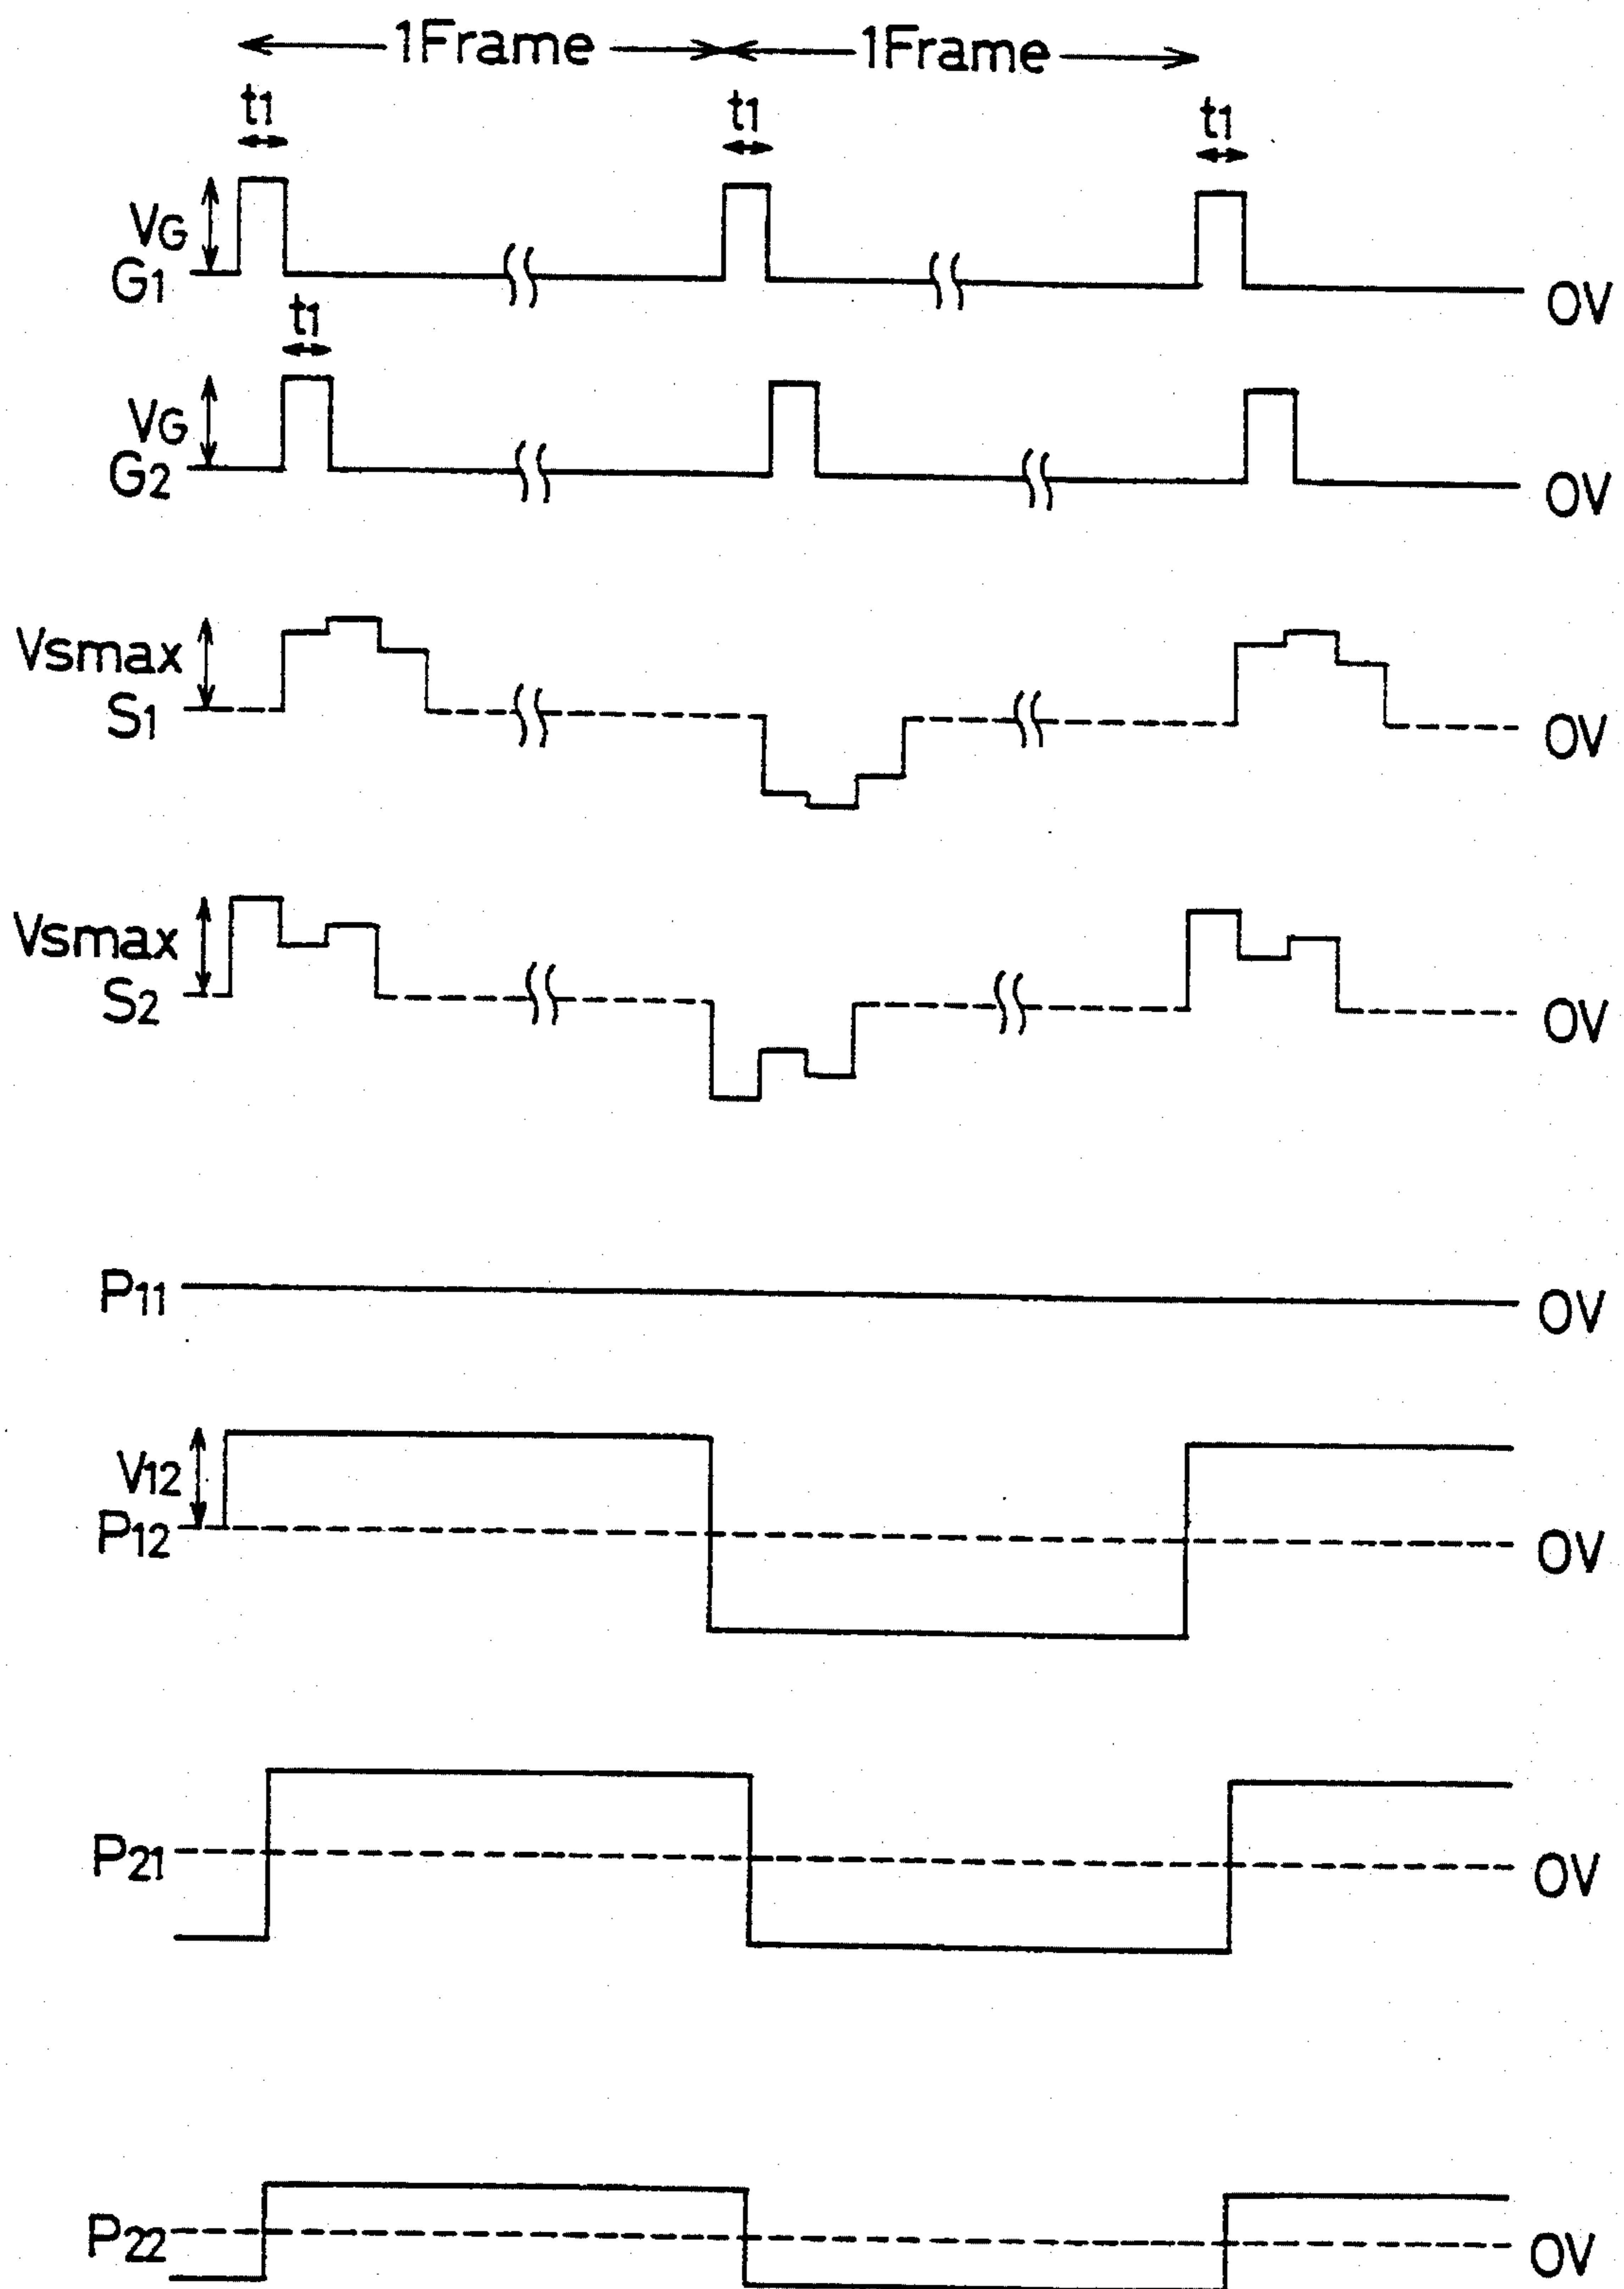 1Frame 1Frame
t1 t1 t1
VG
G1 0V
t1
VG
G2 0V
Vsmax
S1 0V
Vsmax
S2 0V
P11 0V
V12
P12 0V
P21 0V
P22 0V